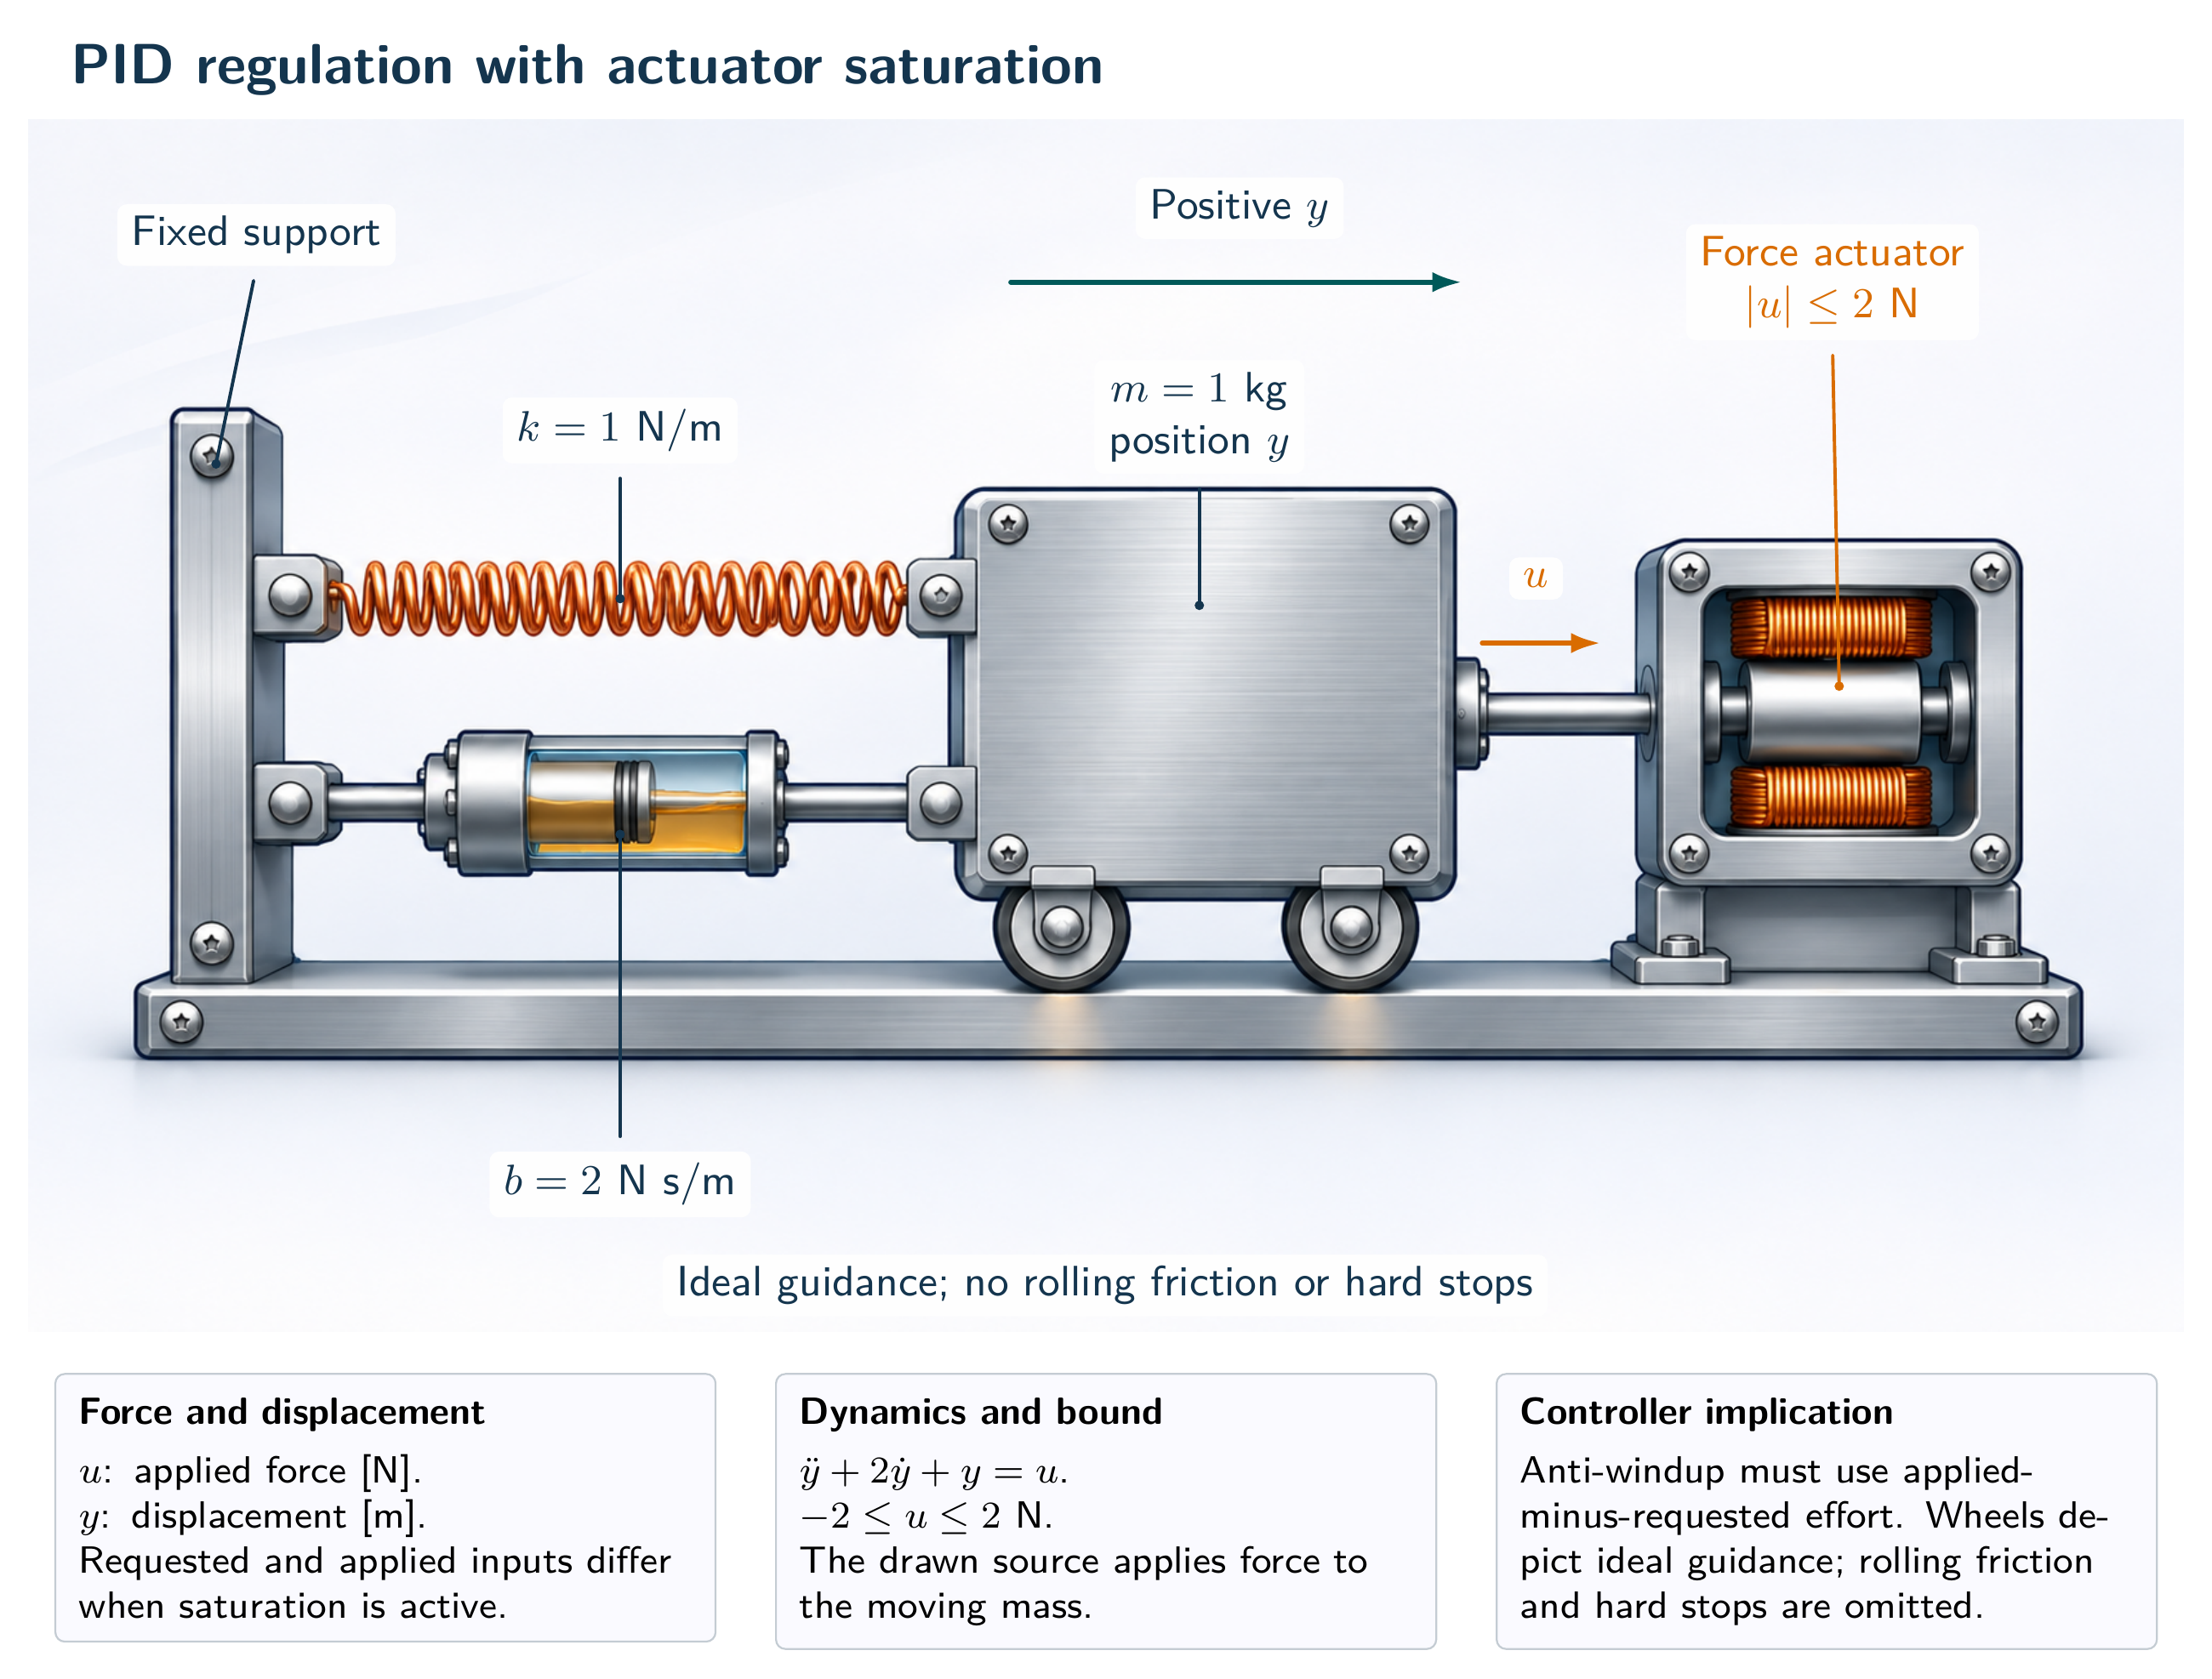 PID regulation with actuator saturation
Fixed support
Positive y
Force actuator
|u| ≤ 2 N
k = 1 N/m
m = 1 kg
position y
u
b = 2 N s/m
Ideal guidance; no rolling friction or hard stops
Force and displacement
u: applied force [N].
y: displacement [m].
Requested and applied inputs differ
when saturation is active.
Dynamics and bound
ÿ + 2ẏ + y = u.
−2 ≤ u ≤ 2 N.
The drawn source applies force to
the moving mass.
Controller implication
Anti-windup must use applied-
minus-requested effort. Wheels de-
pict ideal guidance; rolling friction
and hard stops are omitted.